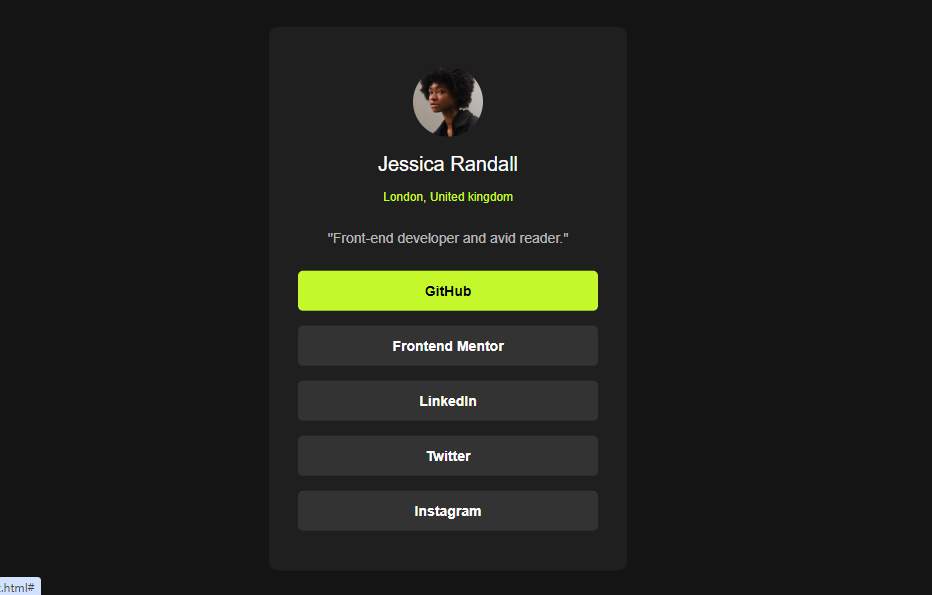 Jessica Randall
London, United kingdom
"Front-end developer and avid reader."
GitHub
Frontend Mentor
LinkedIn
Twitter
Instagram
.html#